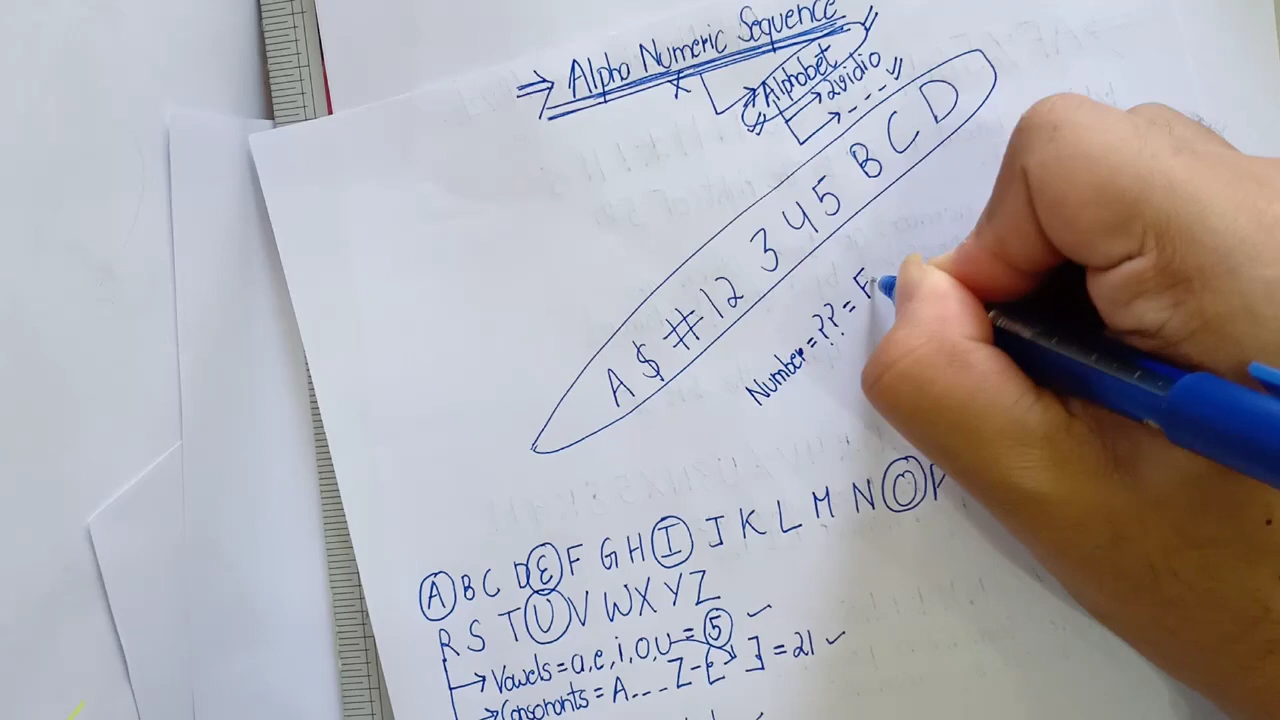 ⇒ Alpha Numeric Sequence
→ Alphabet
→ 2vidio
→ - - -
A $ # 1 2 3 4 5 B C D
Number = ?? = F
A B C D E F G H I J K L M N O P
R S T U V W X Y Z
→ Vowels = a, e, i, o, u = 5 ✓
→ Consonants = A - - - Z - [ ] = 21 ✓